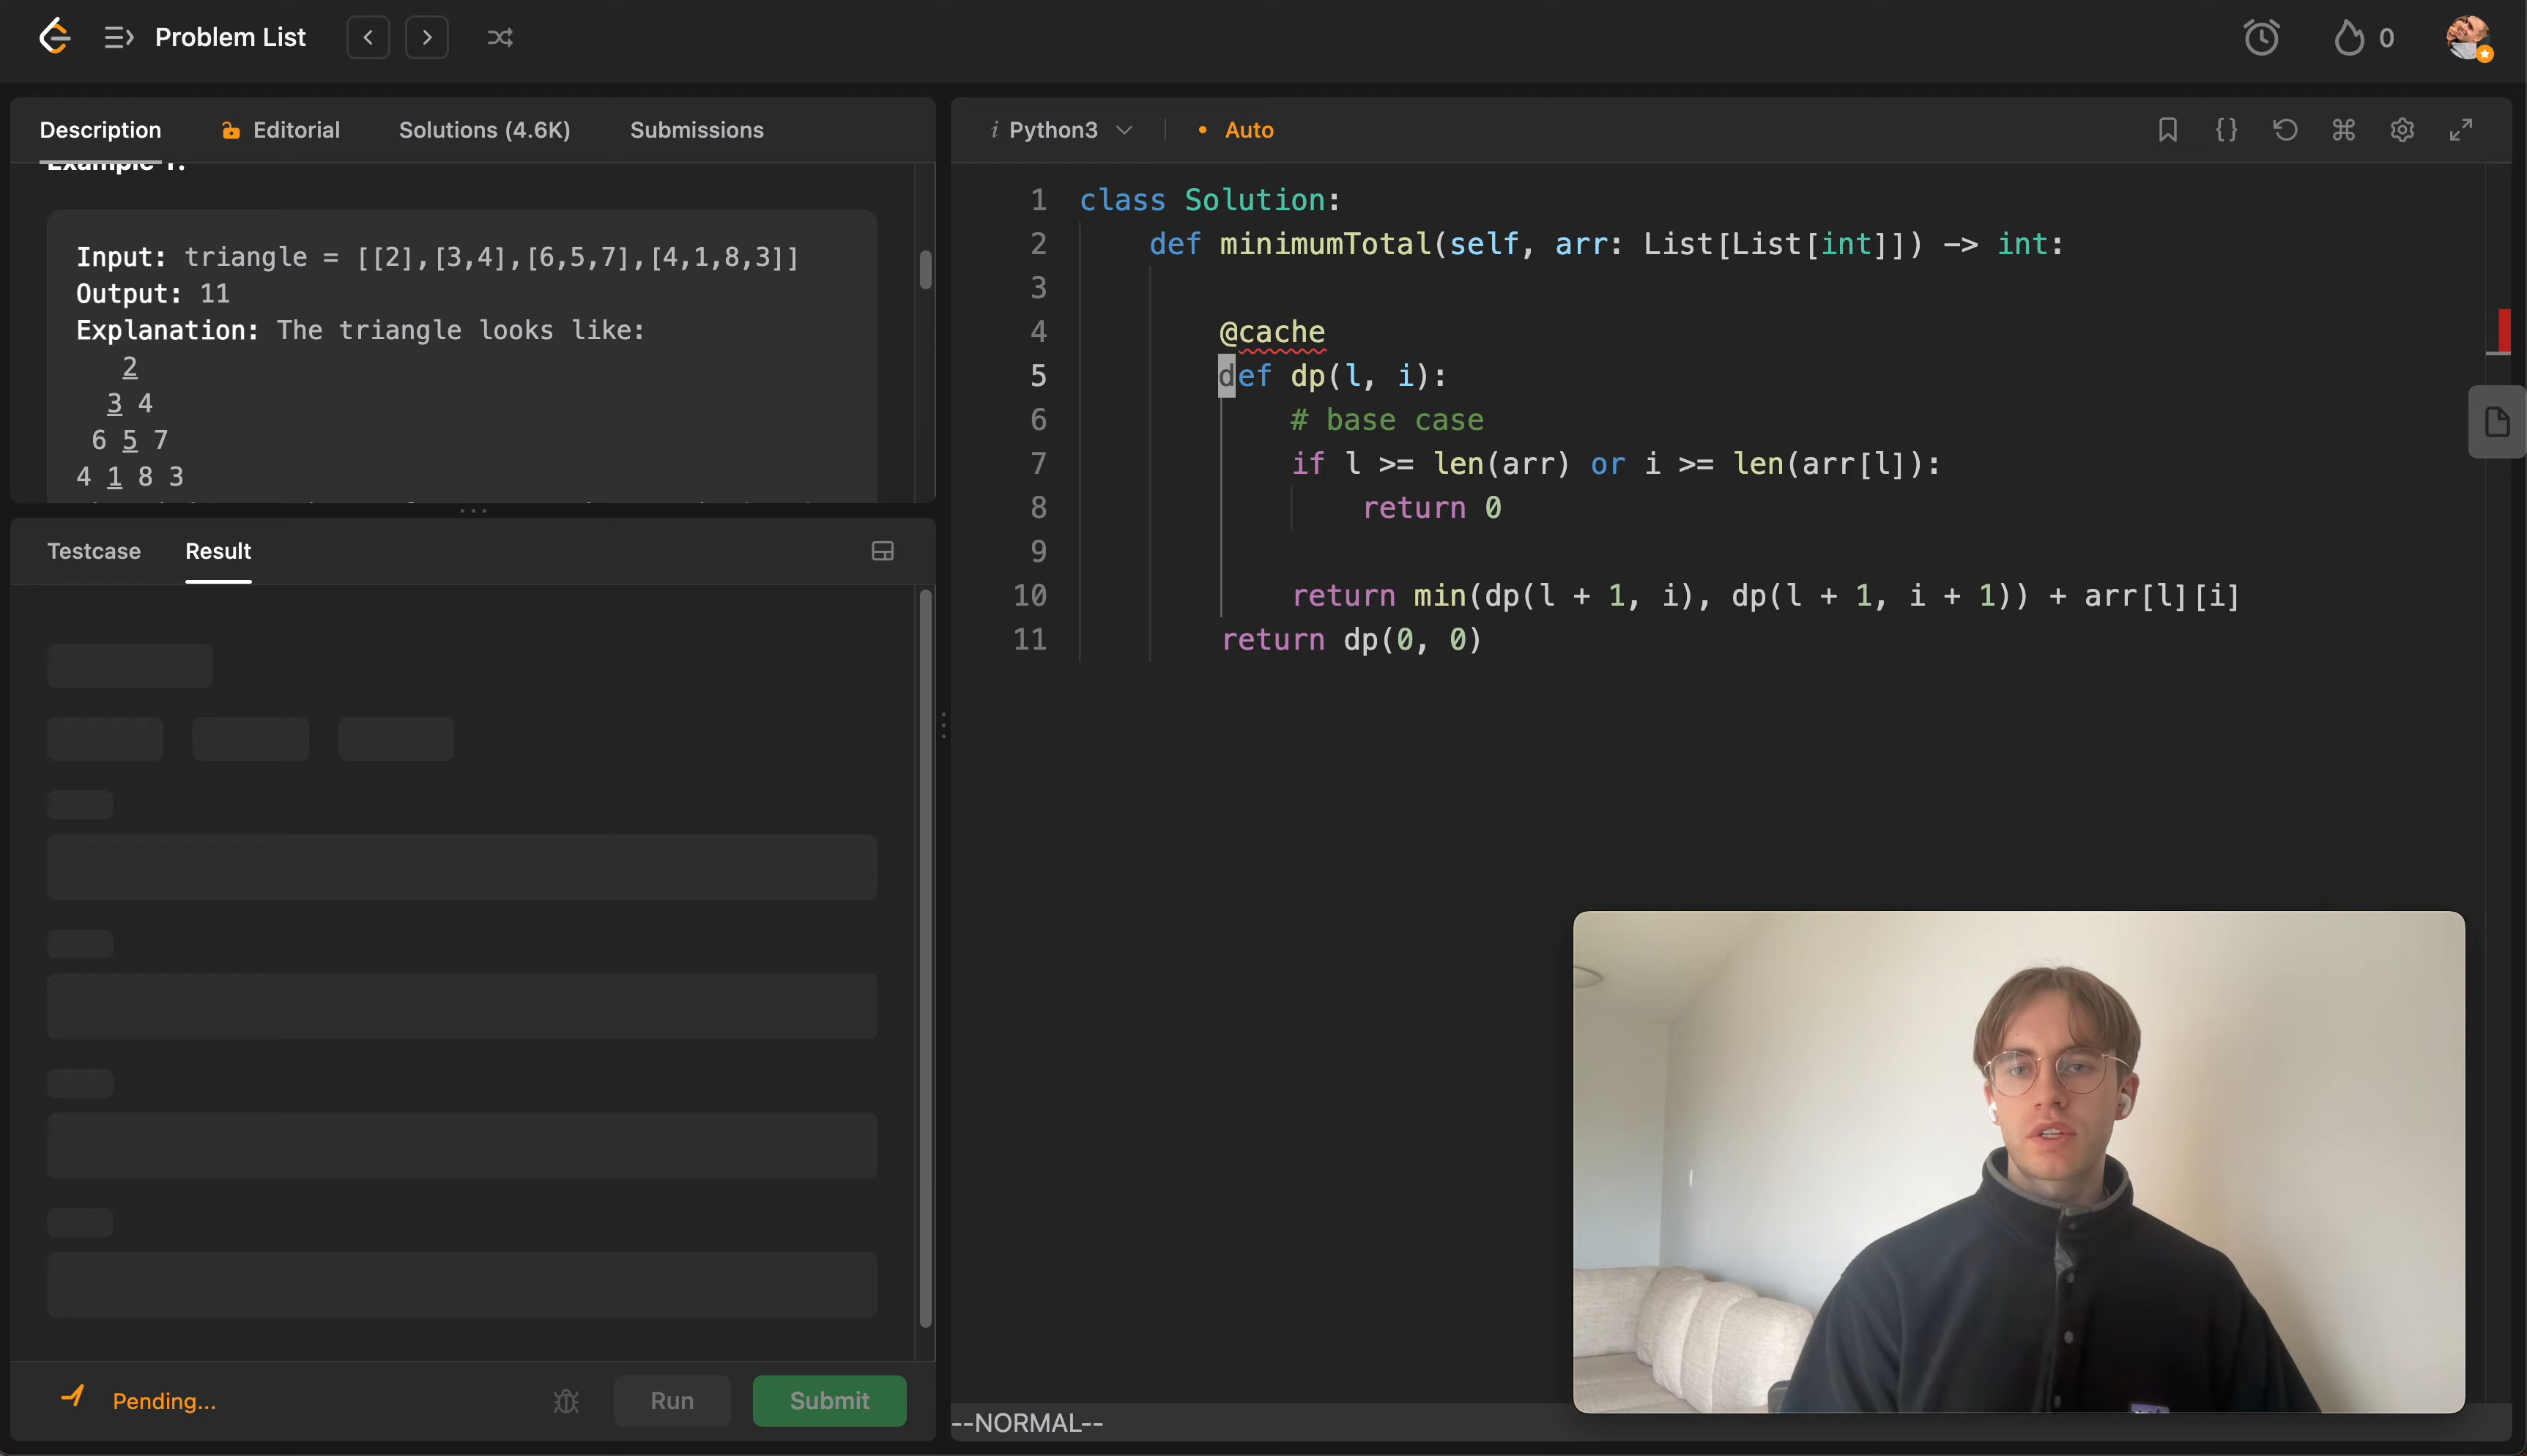 Problem List
0
Description
Editorial
Solutions (4.6K)
Submissions
Example 1:
Input: triangle = [[2],[3,4],[6,5,7],[4,1,8,3]]
Output: 11
Explanation: The triangle looks like:
2
3 4
6 5 7
4 1 8 3
Testcase
Result
Pending...
Run
Submit
i Python3
• Auto
1 class Solution:
2 def minimumTotal(self, arr: List[List[int]]) -> int:
3
4 @cache
5 def dp(l, i):
6 # base case
7 if l >= len(arr) or i >= len(arr[l]):
8 return 0
9
10 return min(dp(l + 1, i), dp(l + 1, i + 1)) + arr[l][i]
11 return dp(0, 0)
--NORMAL--